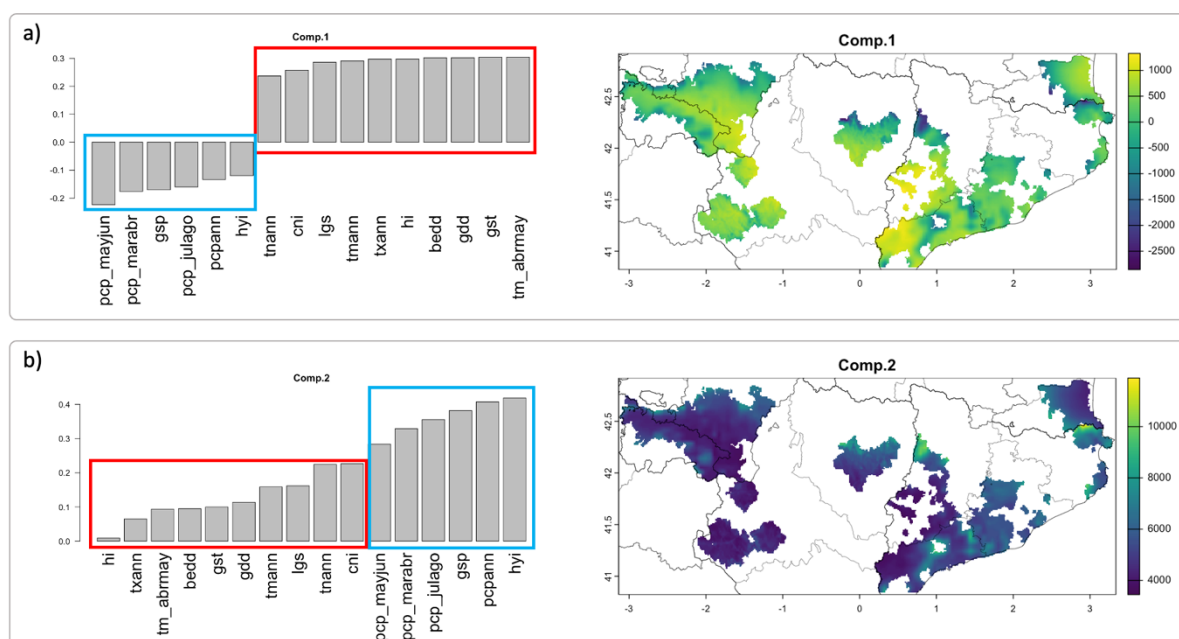 a)
Comp.1
0.3
0.2
0.1
0.0
-0.1
-0.2
pcp_mayjun
pcp_marabr
gsp
pcp_julago
pcpann
hyi
tnann
cni
lgs
tmann
txann
hi
bedd
gdd
gst
tm_abrmay
Comp.1
42.5
42
41.5
41
-3
-2
-1
0
1
2
3
1000
500
0
-500
-1000
-1500
-2500
b)
Comp.2
0.4
0.3
0.2
0.1
0.0
hi
txann
tm_abrmay
bedd
gst
gdd
tmann
lgs
tnann
cni
pcp_mayjun
pcp_marabr
pcp_julago
gsp
pcpann
hyi
Comp.2
42.5
42
41.5
41
-3
-2
-1
0
1
2
3
10000
8000
6000
4000